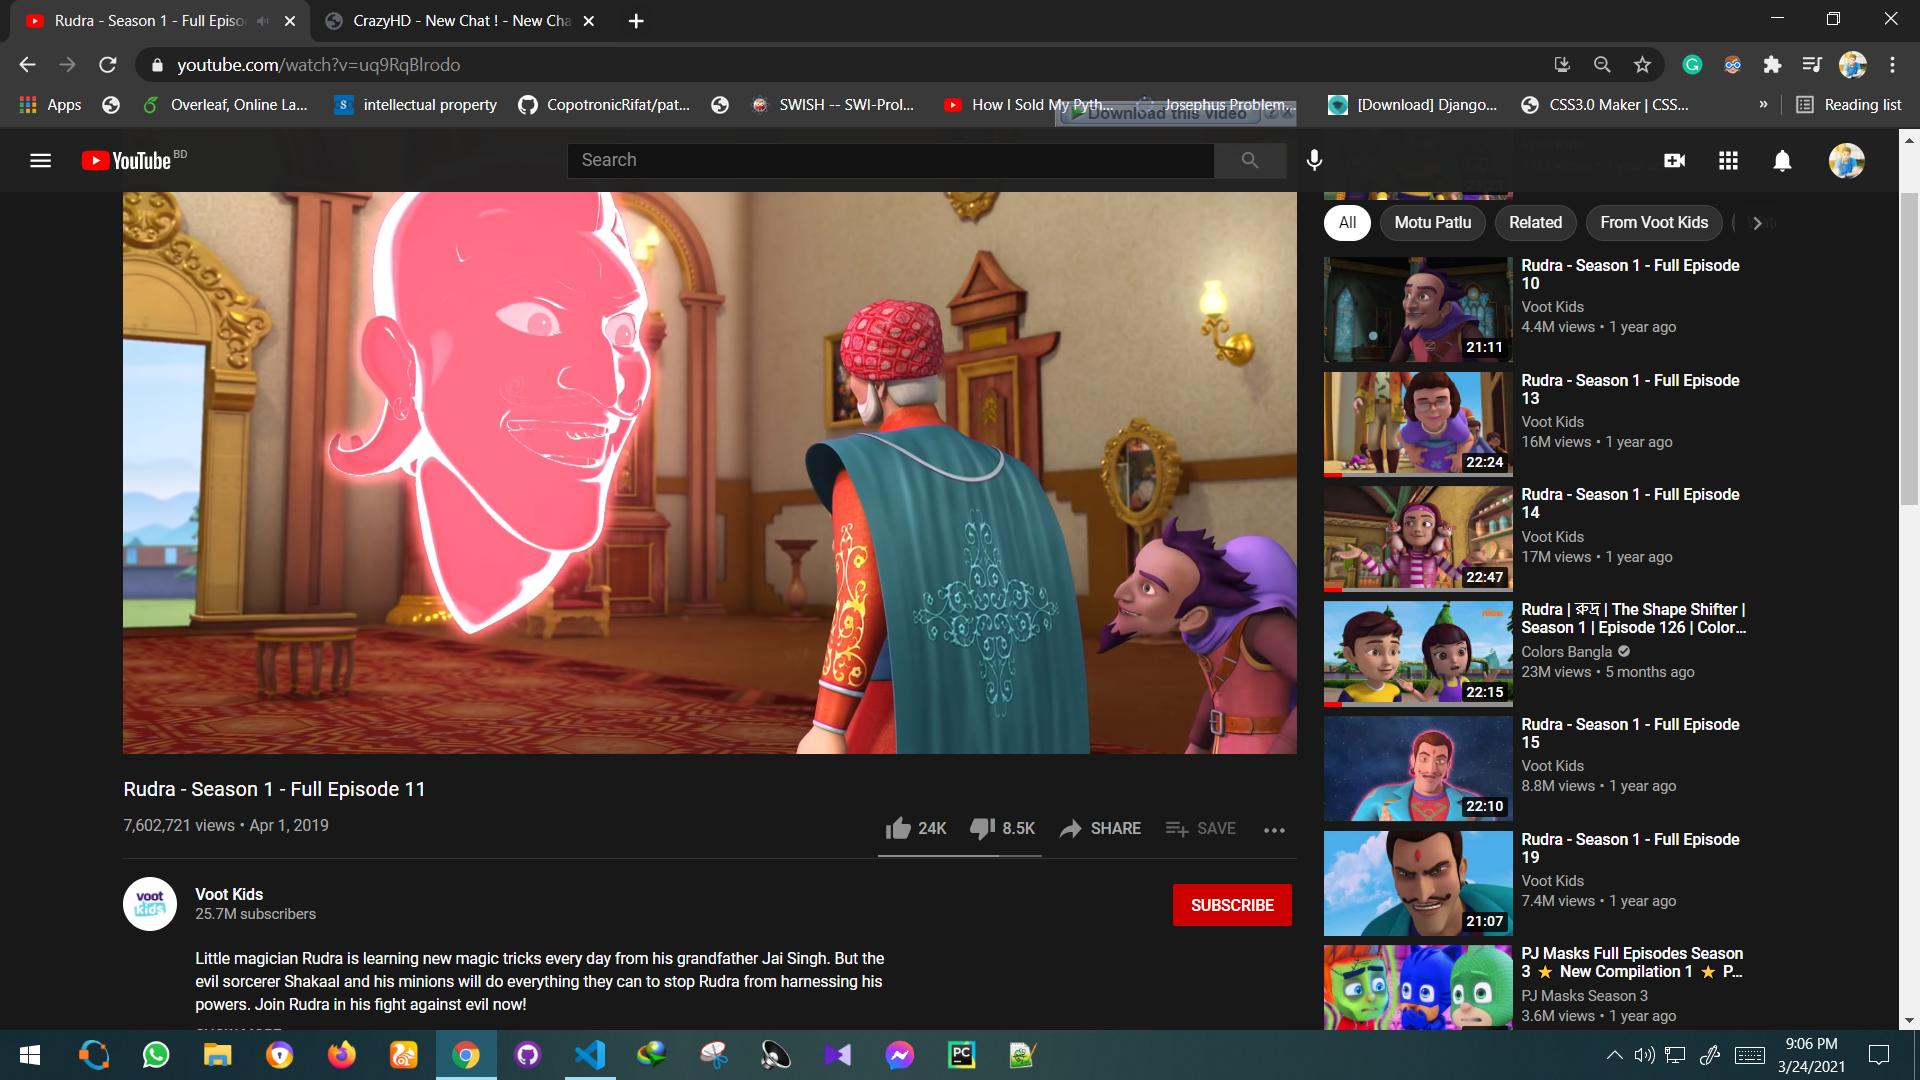 Rudra - Season 1 - Full Episo
CrazyHD - New Chat ! - New Cha
youtube.com/watch?v=uq9RqBlrodo
Apps
Overleaf, Online La...
intellectual property
CopotronicRifat/pat...
SWISH -- SWI-Prol...
How I Sold My Pyth...
Josephus Problem...
[Download] Django...
CSS3.0 Maker | CSS...
»
Reading list
Download this video
YouTube BD
Search
All
Motu Patlu
Related
From Voot Kids
Rudra - Season 1 - Full Episode
10
Voot Kids
4.4M views • 1 year ago
21:11
Rudra - Season 1 - Full Episode
13
Voot Kids
16M views • 1 year ago
22:24
Rudra - Season 1 - Full Episode
14
Voot Kids
17M views • 1 year ago
22:47
Rudra | রুদ্র | The Shape Shifter |
Season 1 | Episode 126 | Color...
Colors Bangla
23M views • 5 months ago
22:15
Rudra - Season 1 - Full Episode
15
Voot Kids
8.8M views • 1 year ago
22:10
Rudra - Season 1 - Full Episode
19
Voot Kids
7.4M views • 1 year ago
21:07
PJ Masks Full Episodes Season
3 ⭐ New Compilation 1 ⭐ P...
PJ Masks Season 3
3.6M views • 1 year ago
Rudra - Season 1 - Full Episode 11
7,602,721 views • Apr 1, 2019
24K
8.5K
SHARE
SAVE
voot
kids
Voot Kids
25.7M subscribers
SUBSCRIBE
Little magician Rudra is learning new magic tricks every day from his grandfather Jai Singh. But the
evil sorcerer Shakaal and his minions will do everything they can to stop Rudra from harnessing his
powers. Join Rudra in his fight against evil now!
PC
9:06 PM
3/24/2021